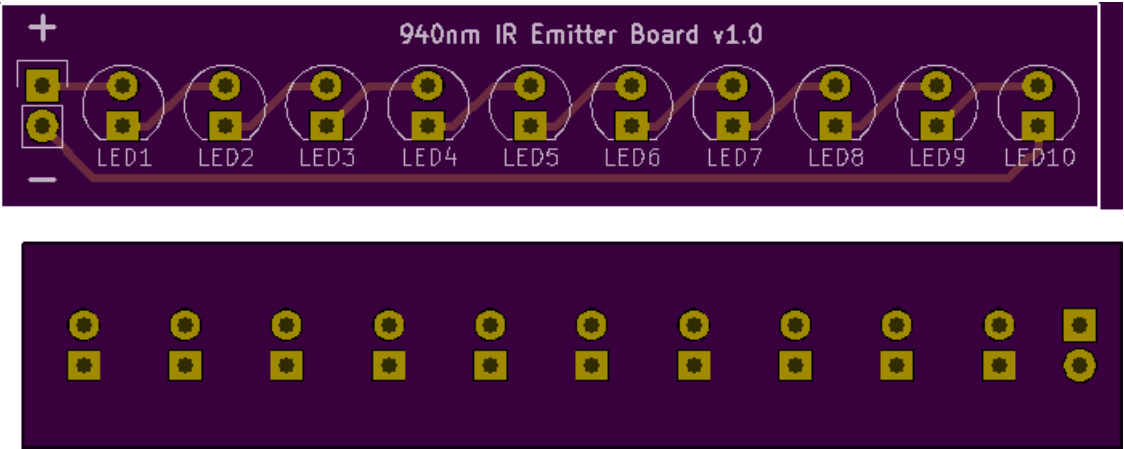 +
940nm IR Emitter Board v1.0
LED1 LED2 LED3 LED4 LED5 LED6 LED7 LED8 LED9 LED10
−